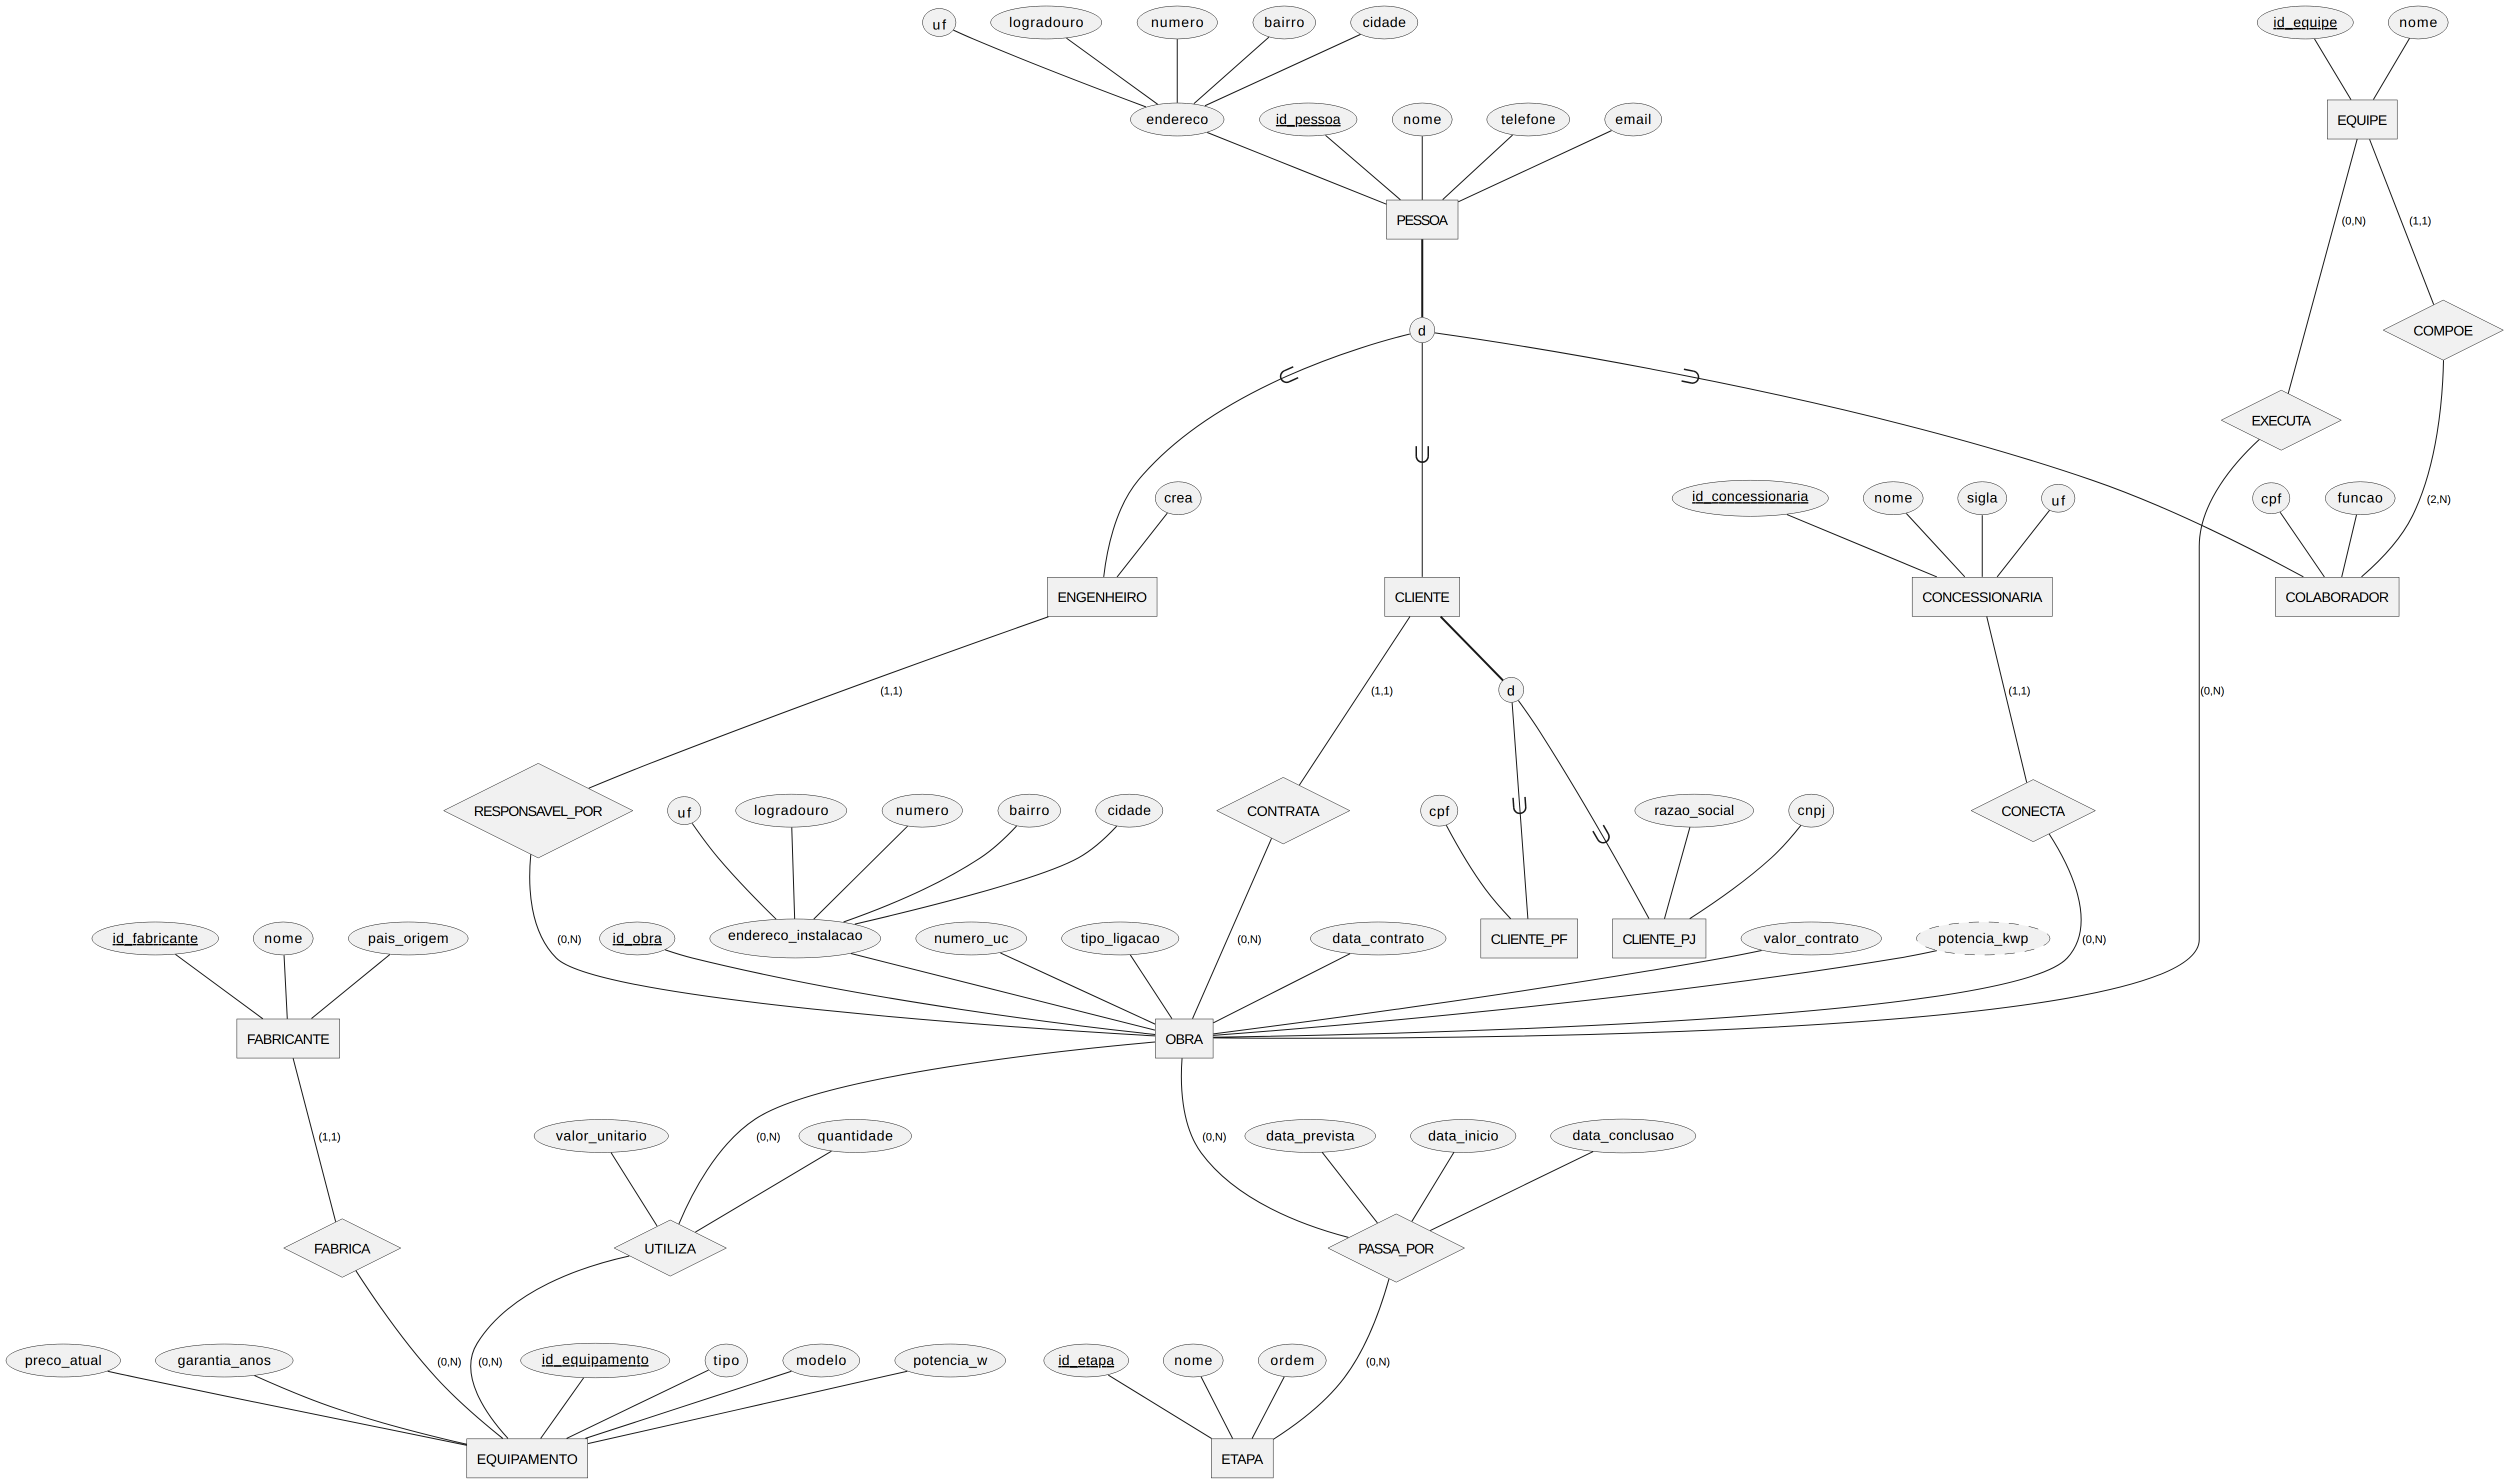 uf
logradouro
numero
bairro
cidade
id_equipe
nome
endereco
id_pessoa
nome
telefone
email
EQUIPE
PESSOA
(0,N)
(1,1)
d
COMPOE
EXECUTA
crea
id_concessionaria
nome
sigla
uf
cpf
funcao
(2,N)
ENGENHEIRO
CLIENTE
CONCESSIONARIA
COLABORADOR
(1,1)
(1,1)
d
(1,1)
(0,N)
RESPONSAVEL_POR
uf
logradouro
numero
bairro
cidade
CONTRATA
cpf
razao_social
cnpj
CONECTA
id_fabricante
nome
pais_origem
(0,N)
id_obra
endereco_instalacao
numero_uc
tipo_ligacao
(0,N)
data_contrato
CLIENTE_PF
CLIENTE_PJ
valor_contrato
potencia_kwp
(0,N)
FABRICANTE
OBRA
(1,1)
valor_unitario
(0,N)
quantidade
(0,N)
data_prevista
data_inicio
data_conclusao
FABRICA
UTILIZA
PASSA_POR
preco_atual
garantia_anos
(0,N)
(0,N)
id_equipamento
tipo
modelo
potencia_w
id_etapa
nome
ordem
(0,N)
EQUIPAMENTO
ETAPA